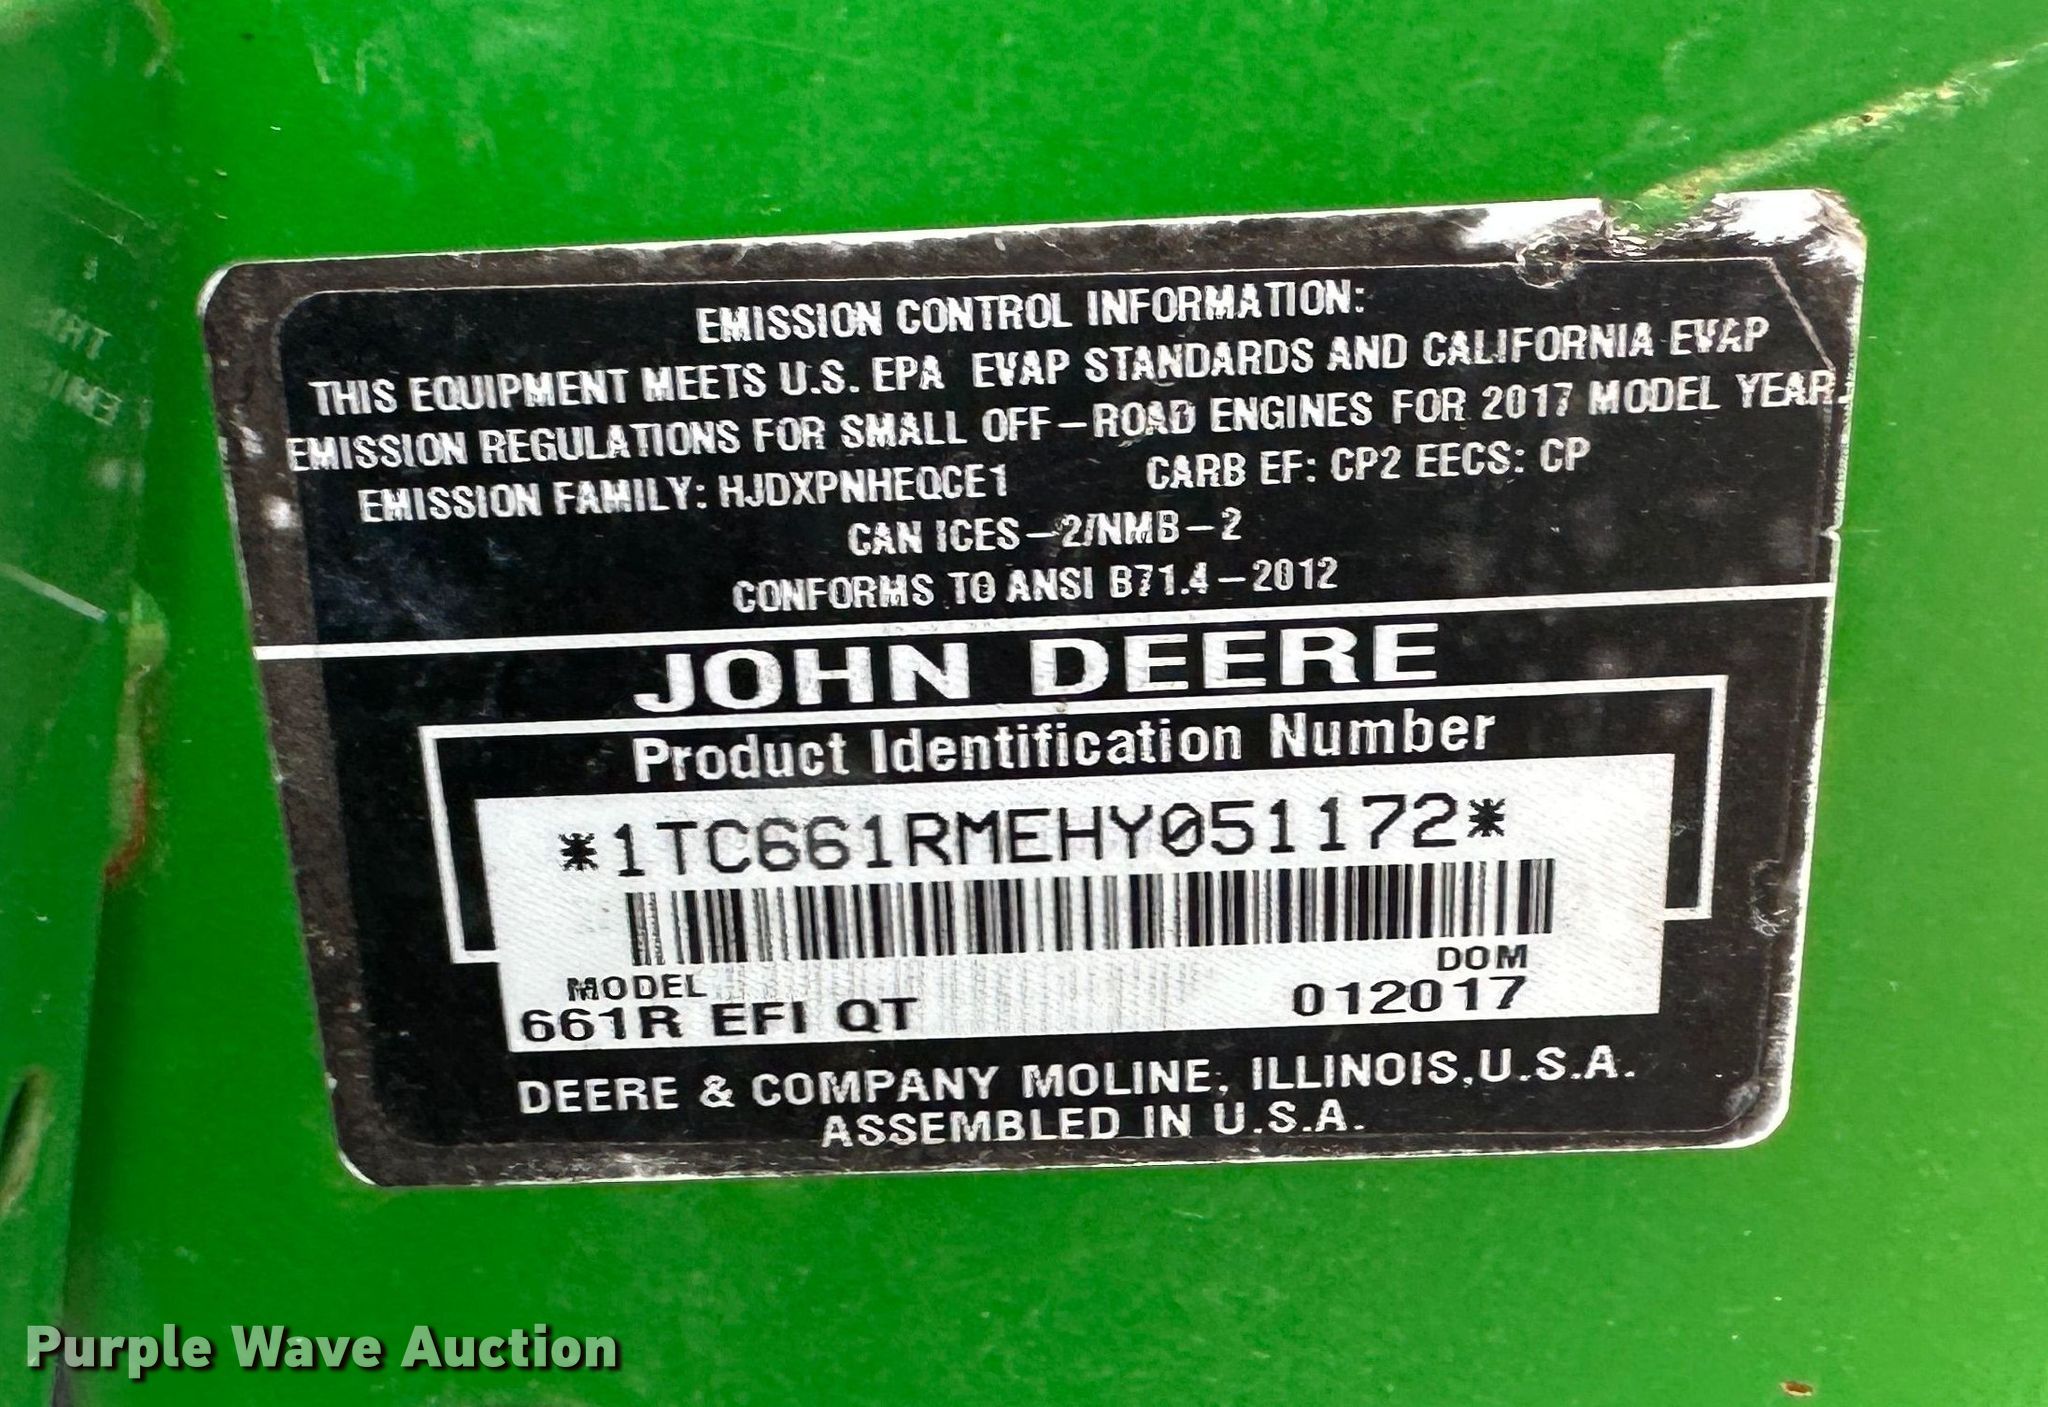 EMISSION CONTROL INFORMATION:
THIS EQUIPMENT MEETS U.S. EPA EVAP STANDARDS AND CALIFORNIA EVAP
EMISSION REGULATIONS FOR SMALL OFF-ROAD ENGINES FOR 2017 MODEL YEAR.
EMISSION FAMILY: HJDXPNHEQCE1 CARB EF: CP2 EECS: CP
CAN ICES-2/NMB-2
CONFORMS TO ANSI B71.4-2012
JOHN DEERE
Product Identification Number
*1TC661RMEHY051172*
MODEL DOM
661R EFI QT 012017
DEERE & COMPANY MOLINE, ILLINOIS, U.S.A.
ASSEMBLED IN U.S.A.
Purple Wave Auction